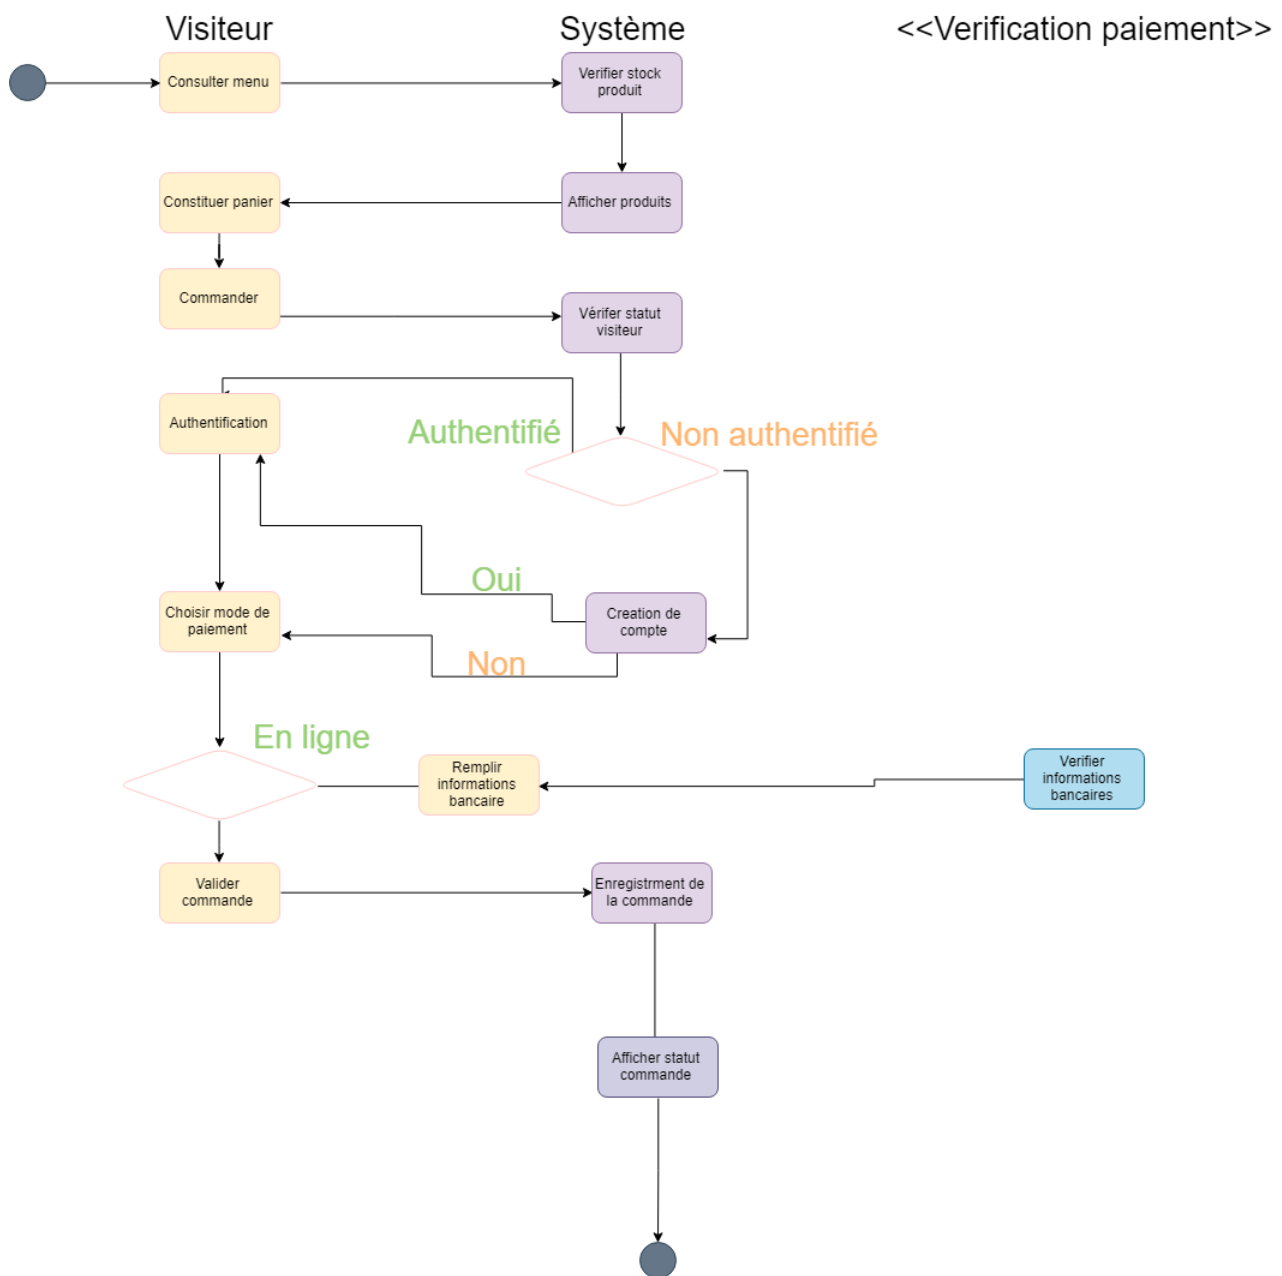 Visiteur
Système
<<Verification paiement>>
Consulter menu
Verifier stock
produit
Constituer panier
Afficher produits
Commander
Vérifer statut
visiteur
Authentification
Authentifié
Non authentifié
Oui
Creation de
compte
Choisir mode de
paiement
Non
En ligne
Remplir
informations
bancaire
Verifier
informations
bancaires
Valider
commande
Enregistrment de
la commande
Afficher statut
commande